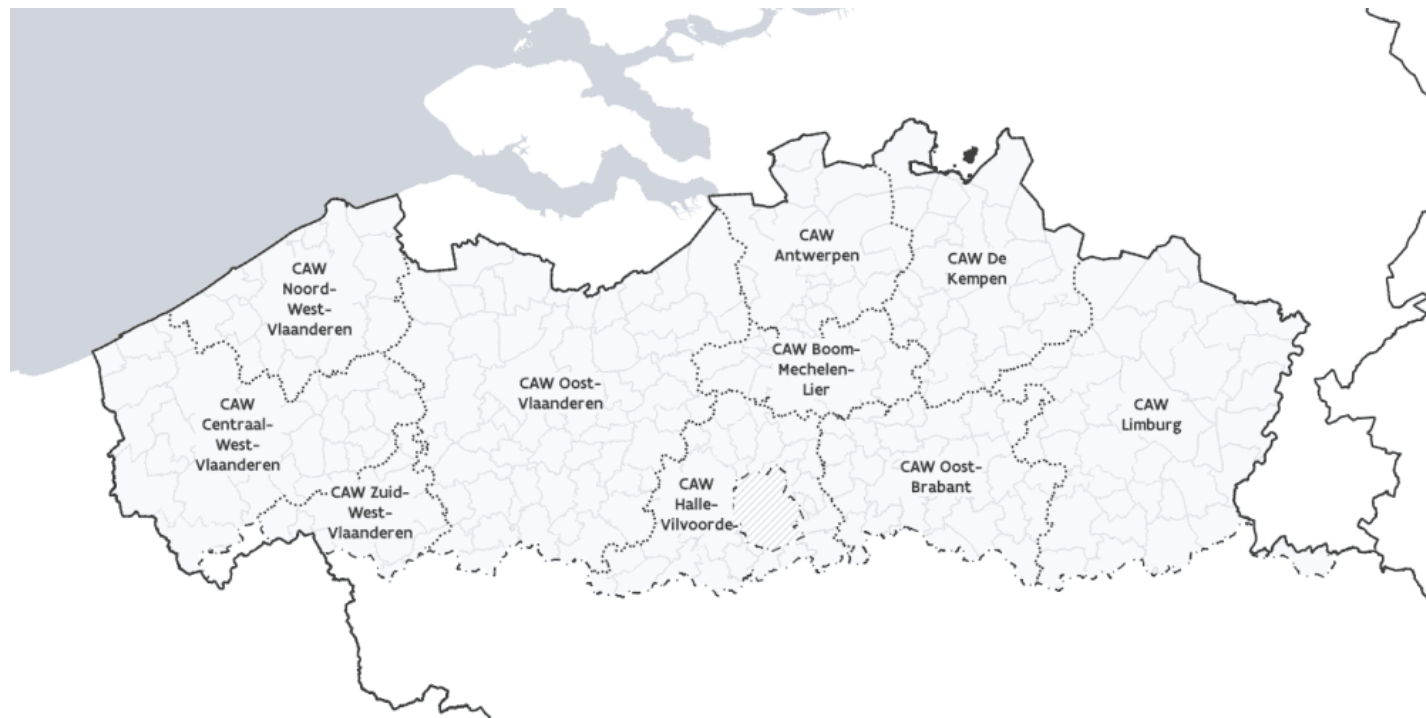 CAW
Antwerpen
CAW De
Kempen
CAW
Noord-
West-
Vlaanderen
CAW Boom-
Mechelen-
Lier
CAW Oost-
Vlaanderen
CAW
Centraal-
West-
Vlaanderen
CAW
Limburg
CAW Oost-
Brabant
CAW
Halle-
Vilvoorde
CAW Zuid-
West-
Vlaanderen